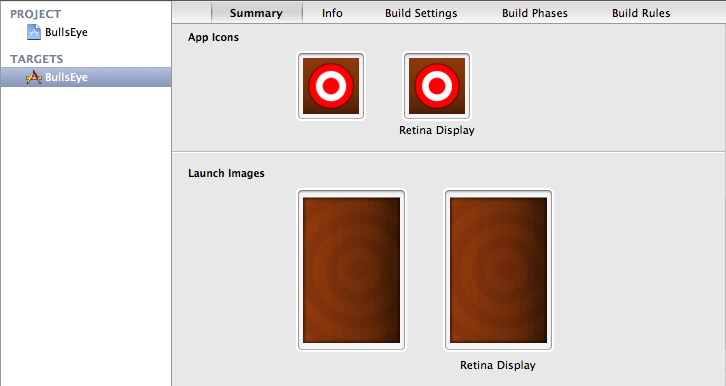 PROJECT
BullsEye
TARGETS
BullsEye
Summary Info Build Settings Build Phases Build Rules
App Icons
Retina Display
Launch Images
Retina Display